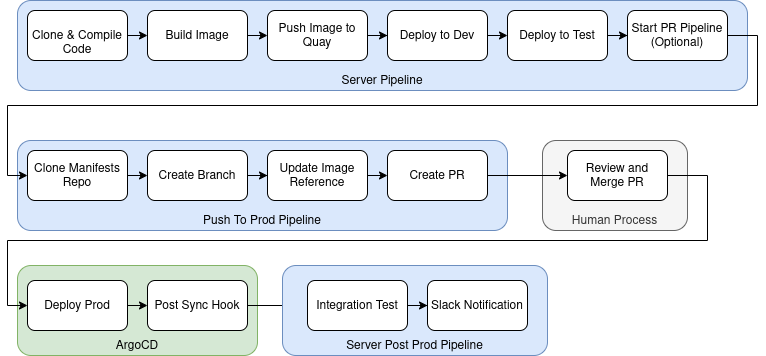 Clone & Compile
Code
Build Image
Push Image to
Quay
Deploy to Dev
Deploy to Test
Start PR Pipeline
(Optional)
Server Pipeline
Clone Manifests
Repo
Create Branch
Update Image
Reference
Create PR
Push To Prod Pipeline
Review and
Merge PR
Human Process
Deploy Prod
Post Sync Hook
ArgoCD
Integration Test
Slack Notification
Server Post Prod Pipeline